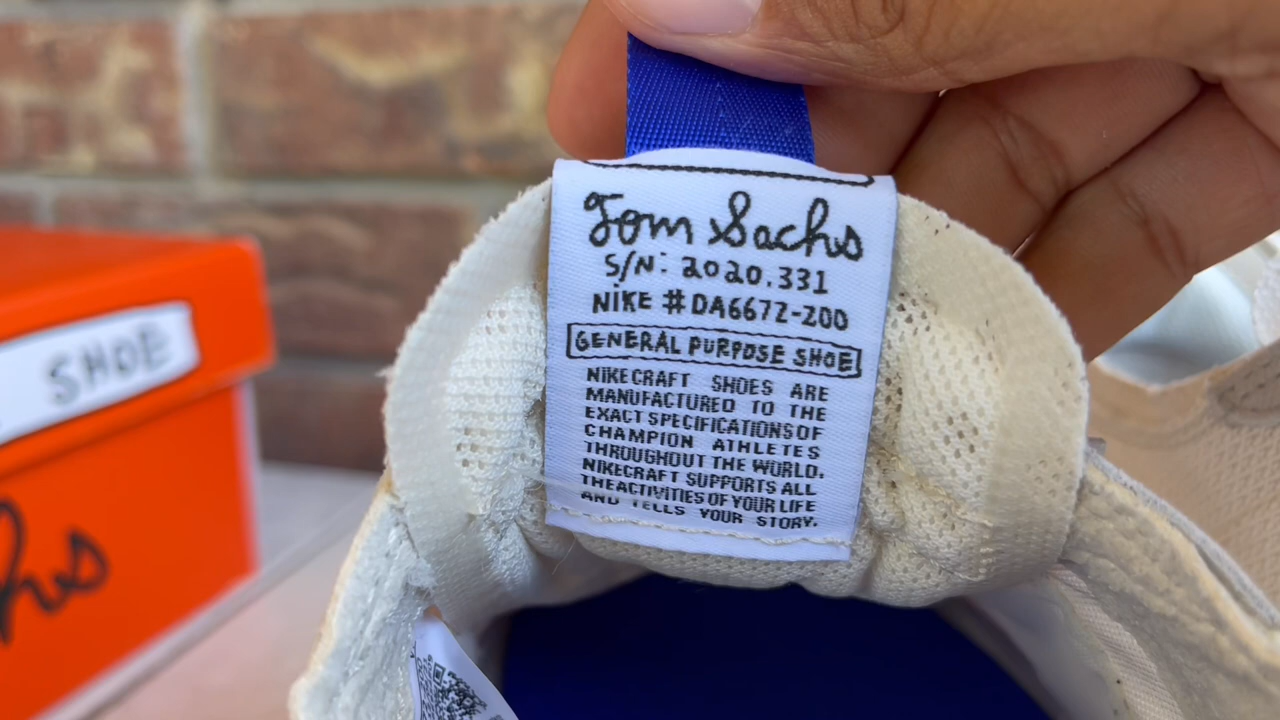 Tom Sachs
S/N: 2020.331
NIKE #DA6672-200
GENERAL PURPOSE SHOE
NIKECRAFT SHOES ARE
MANUFACTURED TO THE
EXACT SPECIFICATIONS OF
CHAMPION ATHLETES
THROUGHOUT THE WORLD.
NIKECRAFT SUPPORTS ALL
THE ACTIVITIES OF YOUR LIFE
AND TELLS YOUR STORY.
SHOE
hs